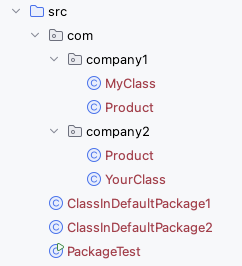 src
com
company1
MyClass
Product
company2
Product
YourClass
ClassInDefaultPackage1
ClassInDefaultPackage2
PackageTest